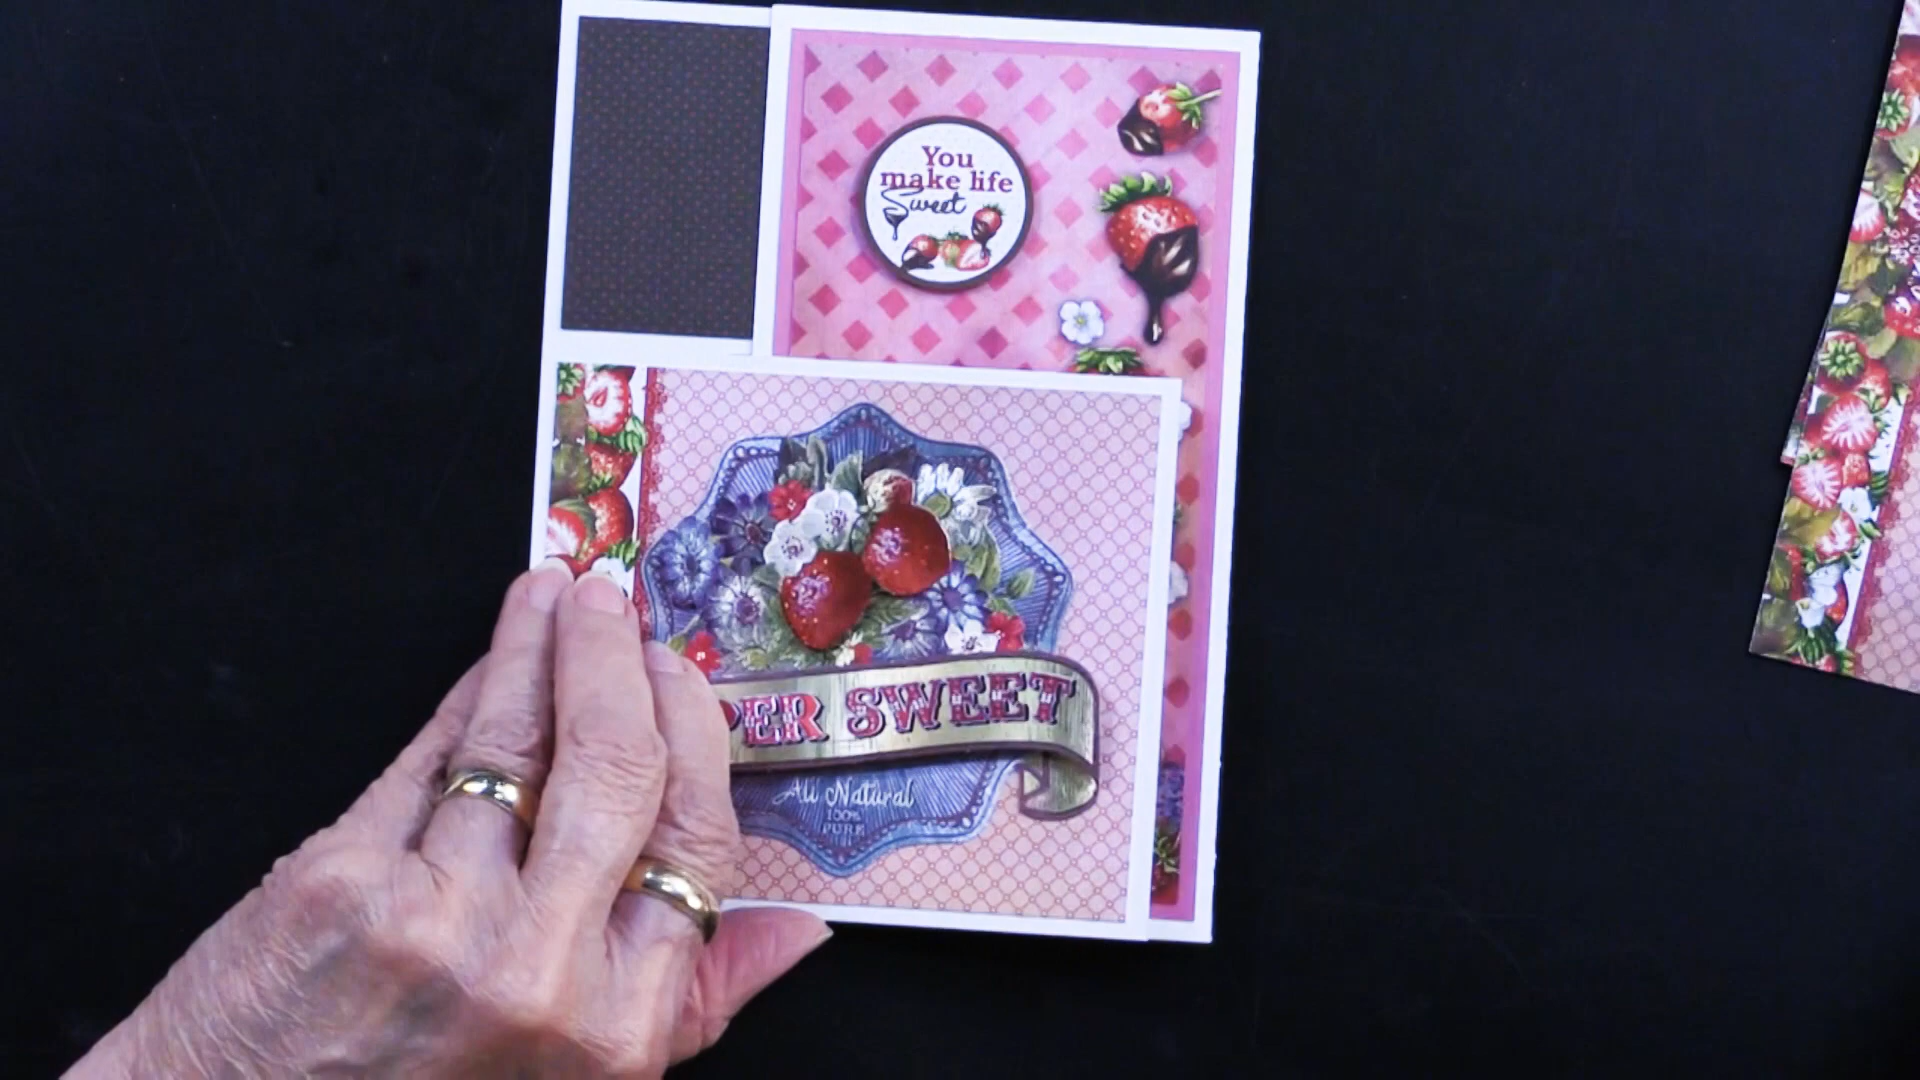 You
make life
Sweet
PER SWEET
All Natural
100%
PURE